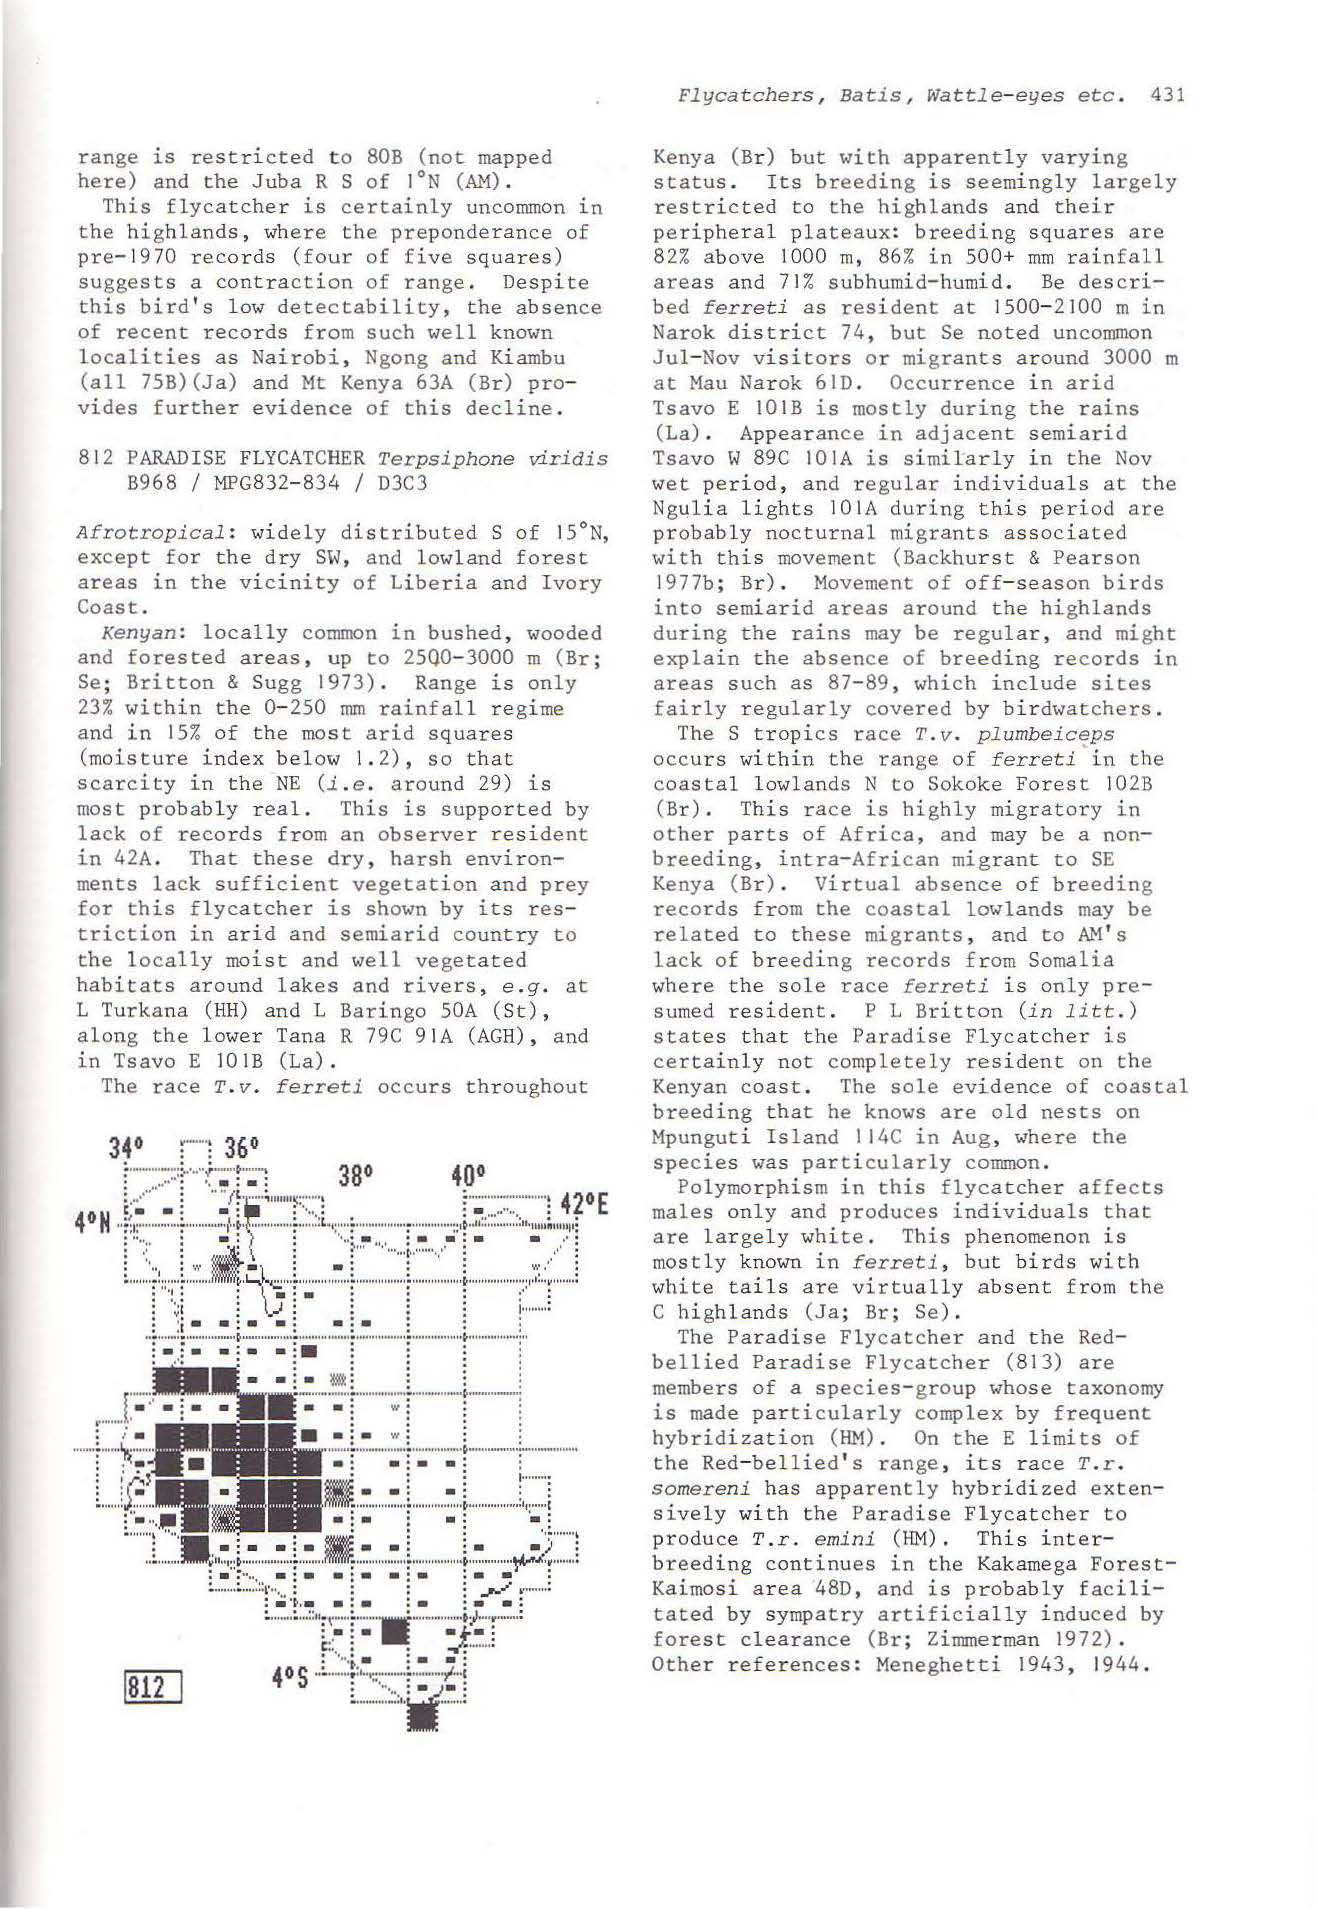 Flycatchers, Batis, Wattle-eyes etc. 431
range is restricted to 80B (not mapped
here) and the Juba R S of 1°N (AM).
This flycatcher is certainly uncommon in
the highlands, where the preponderance of
pre-1970 records (four of five squares)
suggests a contraction of range. Despite
this bird's low detectability, the absence
of recent records from such well known
localities as Nairobi, Ngong and Kiambu
(all 75B)(Ja) and Mt Kenya 63A (Br) pro-
vides further evidence of this decline.
812 PARADISE FLYCATCHER Terpsiphone viridis
B968 / MPG832-834 / D3C3
Afrotropical: widely distributed S of 15°N,
except for the dry SW, and lowland forest
areas in the vicinity of Liberia and Ivory
Coast.
Kenyan: locally common in bushed, wooded
and forested areas, up to 2500-3000 m (Br;
Se; Britton & Sugg 1973). Range is only
23% within the 0-250 mm rainfall regime
and in 15% of the most arid squares
(moisture index below 1.2), so that
scarcity in the NE (i.e. around 29) is
most probably real. This is supported by
lack of records from an observer resident
in 42A. That these dry, harsh environ-
ments lack sufficient vegetation and prey
for this flycatcher is shown by its res-
triction in arid and semiarid country to
the locally moist and well vegetated
habitats around lakes and rivers, e.g. at
L Turkana (HH) and L Baringo 50A (St),
along the lower Tana R 79C 91A (AGH), and
in Tsavo E 101B (La).
The race T.v. ferreti occurs throughout
34° 36°
38° 40°
4°N 42°E
4°S
812
Kenya (Br) but with apparently varying
status. Its breeding is seemingly largely
restricted to the highlands and their
peripheral plateaux: breeding squares are
82% above 1000 m, 86% in 500+ mm rainfall
areas and 71% subhumid-humid. Be descri-
bed ferreti as resident at 1500-2100 m in
Narok district 74, but Se noted uncommon
Jul-Nov visitors or migrants around 3000 m
at Mau Narok 61D. Occurrence in arid
Tsavo E 101B is mostly during the rains
(La). Appearance in adjacent semiarid
Tsavo W 89C 101A is similarly in the Nov
wet period, and regular individuals at the
Ngulia lights 101A during this period are
probably nocturnal migrants associated
with this movement (Backhurst & Pearson
1977b; Br). Movement of off-season birds
into semiarid areas around the highlands
during the rains may be regular, and might
explain the absence of breeding records in
areas such as 87-89, which include sites
fairly regularly covered by birdwatchers.
The S tropics race T.v. plumbeiceps
occurs within the range of ferreti in the
coastal lowlands N to Sokoke Forest 102B
(Br). This race is highly migratory in
other parts of Africa, and may be a non-
breeding, intra-African migrant to SE
Kenya (Br). Virtual absence of breeding
records from the coastal lowlands may be
related to these migrants, and to AM's
lack of breeding records from Somalia
where the sole race ferreti is only pre-
sumed resident. P L Britton (in litt.)
states that the Paradise Flycatcher is
certainly not completely resident on the
Kenyan coast. The sole evidence of coastal
breeding that he knows are old nests on
Mpunguti Island 114C in Aug, where the
species was particularly common.
Polymorphism in this flycatcher affects
males only and produces individuals that
are largely white. This phenomenon is
mostly known in ferreti, but birds with
white tails are virtually absent from the
C highlands (Ja; Br; Se).
The Paradise Flycatcher and the Red-
bellied Paradise Flycatcher (813) are
members of a species-group whose taxonomy
is made particularly complex by frequent
hybridization (HM). On the E limits of
the Red-bellied's range, its race T.r.
somereni has apparently hybridized exten-
sively with the Paradise Flycatcher to
produce T.r. emini (HM). This inter-
breeding continues in the Kakamega Forest-
Kaimosi area 48D, and is probably facili-
tated by sympatry artificially induced by
forest clearance (Br; Zimmerman 1972).
Other references: Meneghetti 1943, 1944.